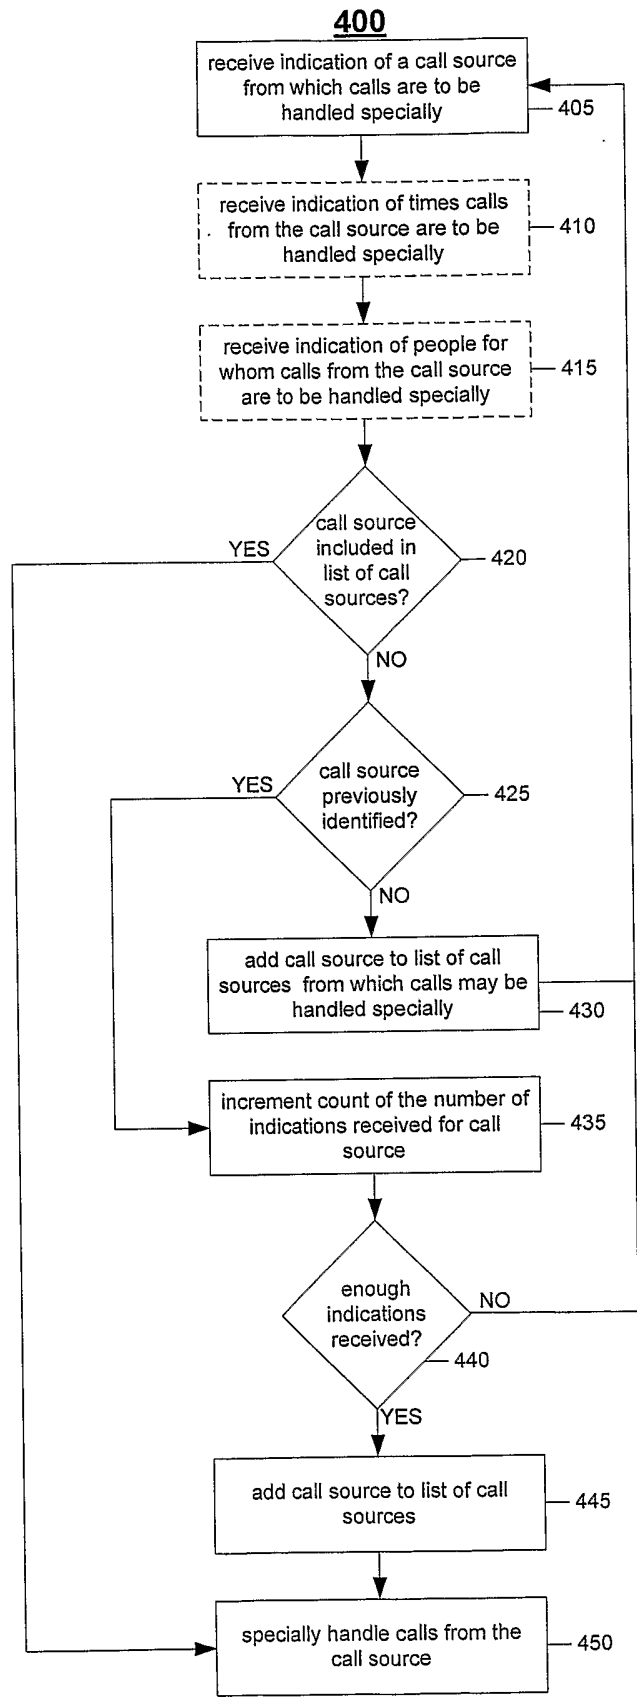 400
receive indication of a call source
from which calls are to be
handled specially
405
receive indication of times calls
from the call source are to be
handled specially
410
receive indication of people for
whom calls from the call source
are to be handled specially
415
call source
included in
list of call
sources?
YES
420
NO
call source
previously
identified?
YES
425
NO
add call source to list of call
sources from which calls may be
handled specially
430
increment count of the number of
indications received for call
source
435
enough
indications
received?
NO
440
YES
add call source to list of call
sources
445
specially handle calls from the
call source
450